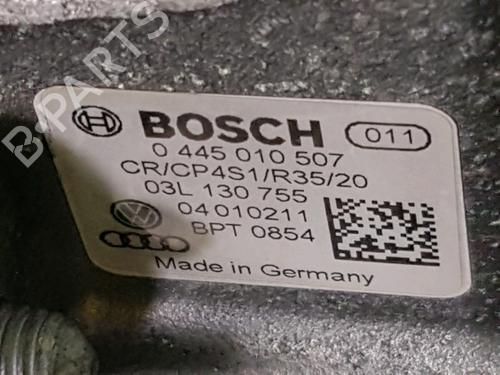 BOSCH 011
0 445 010 507
CR/CP4S1/R35/20
03L 130 755
04010211
BPT 0854
Made in Germany
B-PARTS